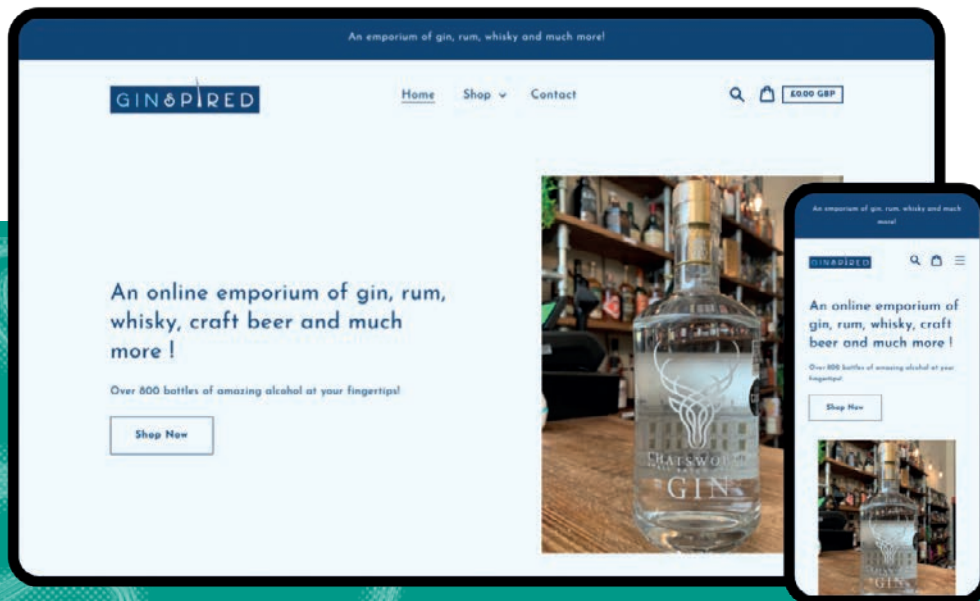 An emporium of gin, rum, whisky and much more!
GINSPIRED
Home Shop Contact
£0.00 GBP
An online emporium of gin, rum,
whisky, craft beer and much
more !
Over 800 bottles of amazing alcohol at your fingertips!
Shop Now
CHATSWO
GIN
An emporium of gin, rum, whisky and much
more!
GINSPIRED
An online emporium of
gin, rum, whisky, craft
beer and much more !
Over 800 bottles of amazing alcohol at your
fingertips!
Shop Now
GIN